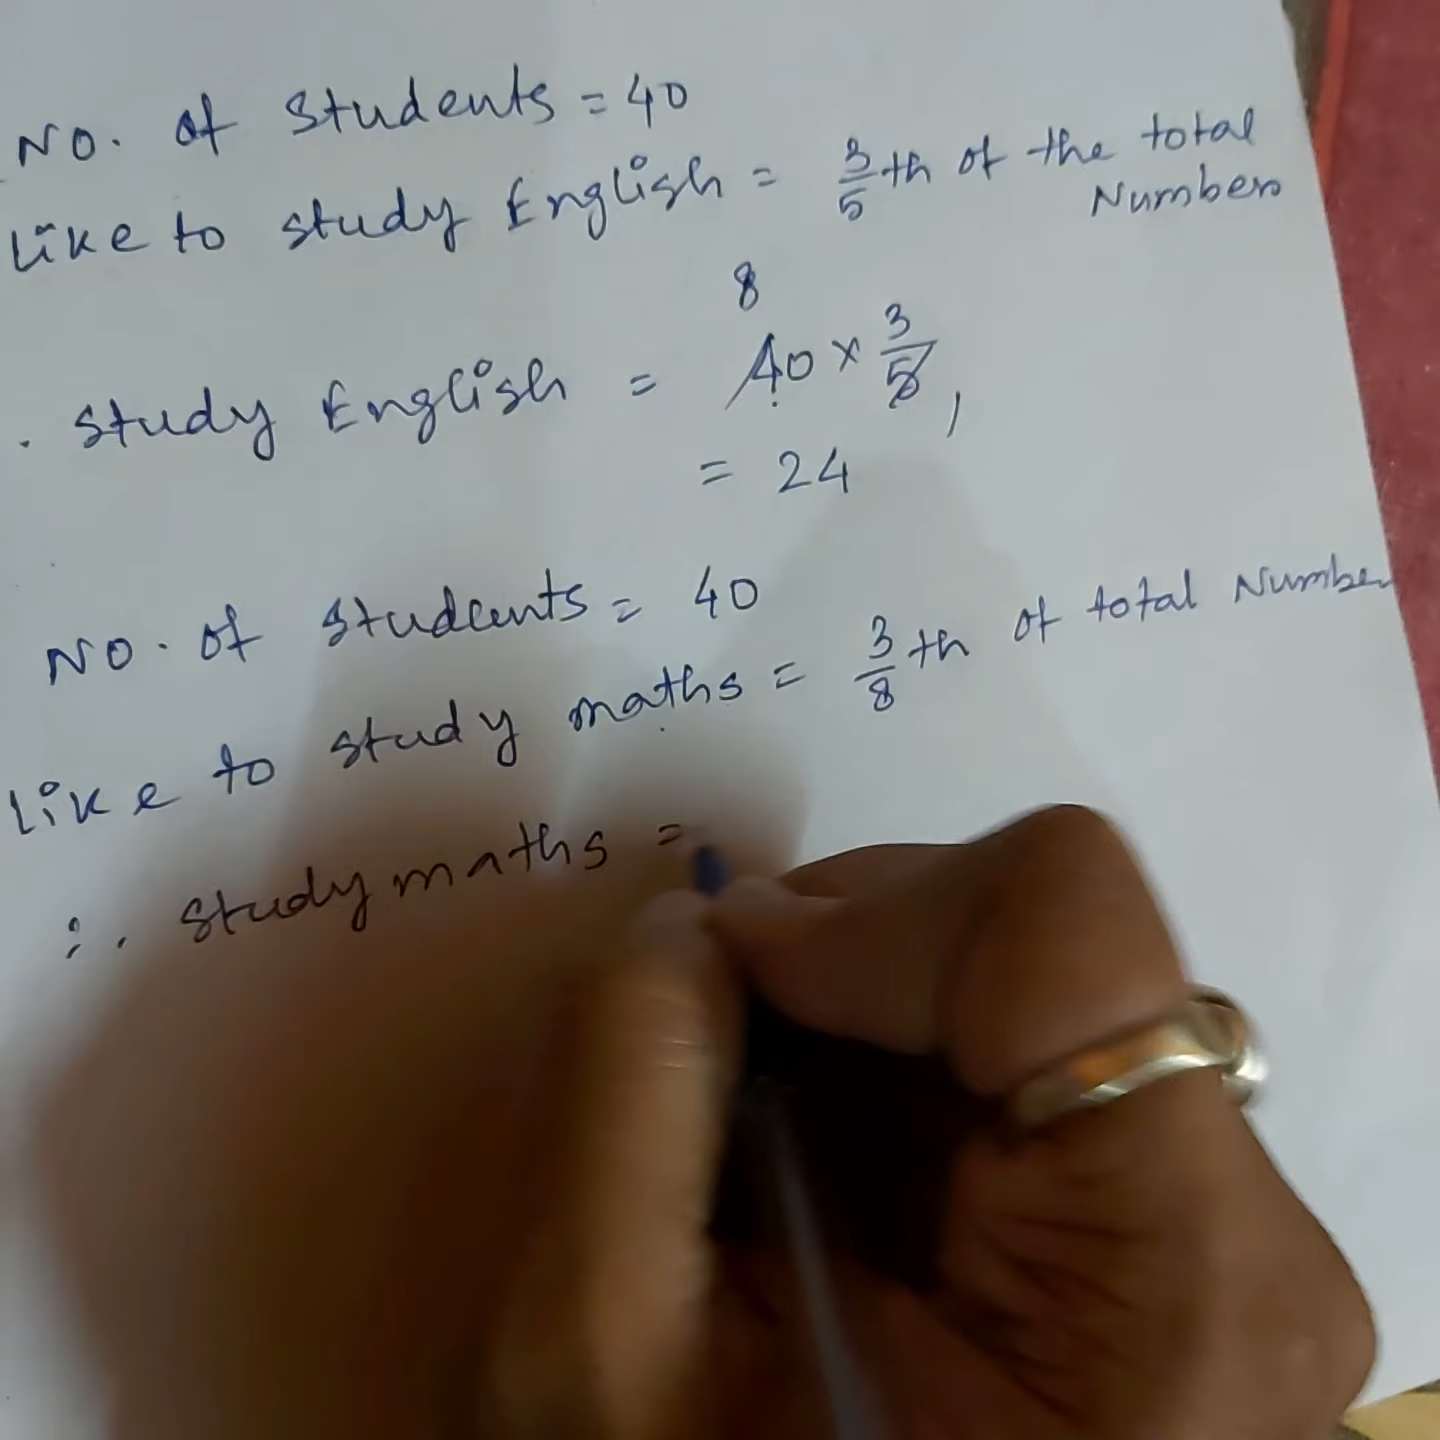 No. of Students = 40
like to study English = 3/5 th of the total
Number
8
. Study English = 40 × 3/5
1
= 24
No. of students = 40
like to study maths = 3/8 th of total Number
∴ Study maths =